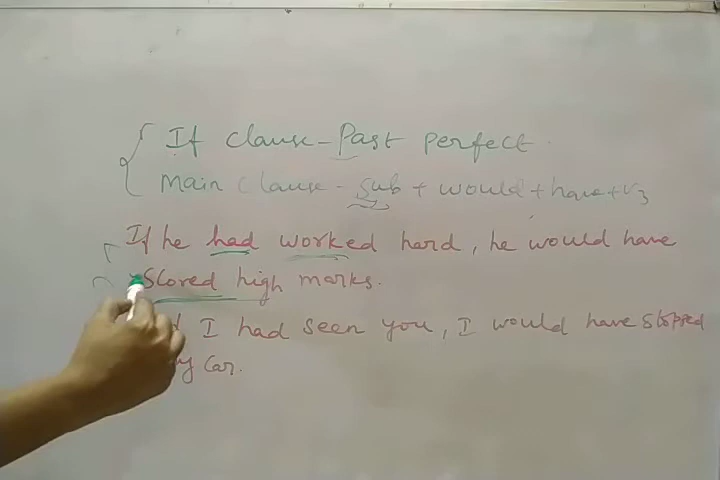 If clause - Past perfect.
Main clause - Sub + would + have + V3
If he had worked hard, he would have
scored high marks.
I had seen you, I would have stopped
car.